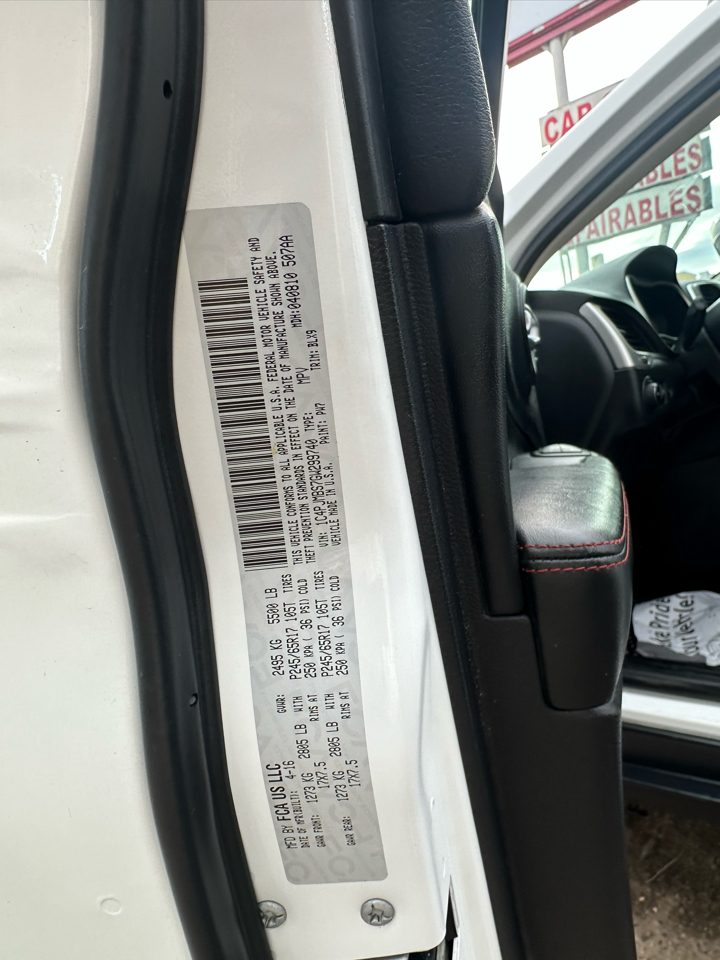 MFD BY FCA US LLC
DATE OF MFR(BUILT): 4-16 GVWR: 2495 KG 5500 LB
GAWR FRONT: 1273 KG 2805 LB WITH P245/65R17 105T TIRES
17X7.5 RIMS AT 250 KPA ( 36 PSI) COLD
GAWR REAR: 1273 KG 2805 LB WITH P245/65R17 105T TIRES
17X7.5 RIMS AT 250 KPA ( 36 PSI) COLD
THIS VEHICLE CONFORMS TO ALL APPLICABLE U.S.A. FEDERAL MOTOR VEHICLE SAFETY AND
THEFT PREVENTION STANDARDS IN EFFECT ON THE DATE OF MANUFACTURE SHOWN ABOVE.
VIN: 1C4PJMBS7GW299740 TYPE: MPV MDH:040810 507AA
VEHICLE MADE IN U.S.A. PAINT: PW7 TRIM: BLX9
CAR